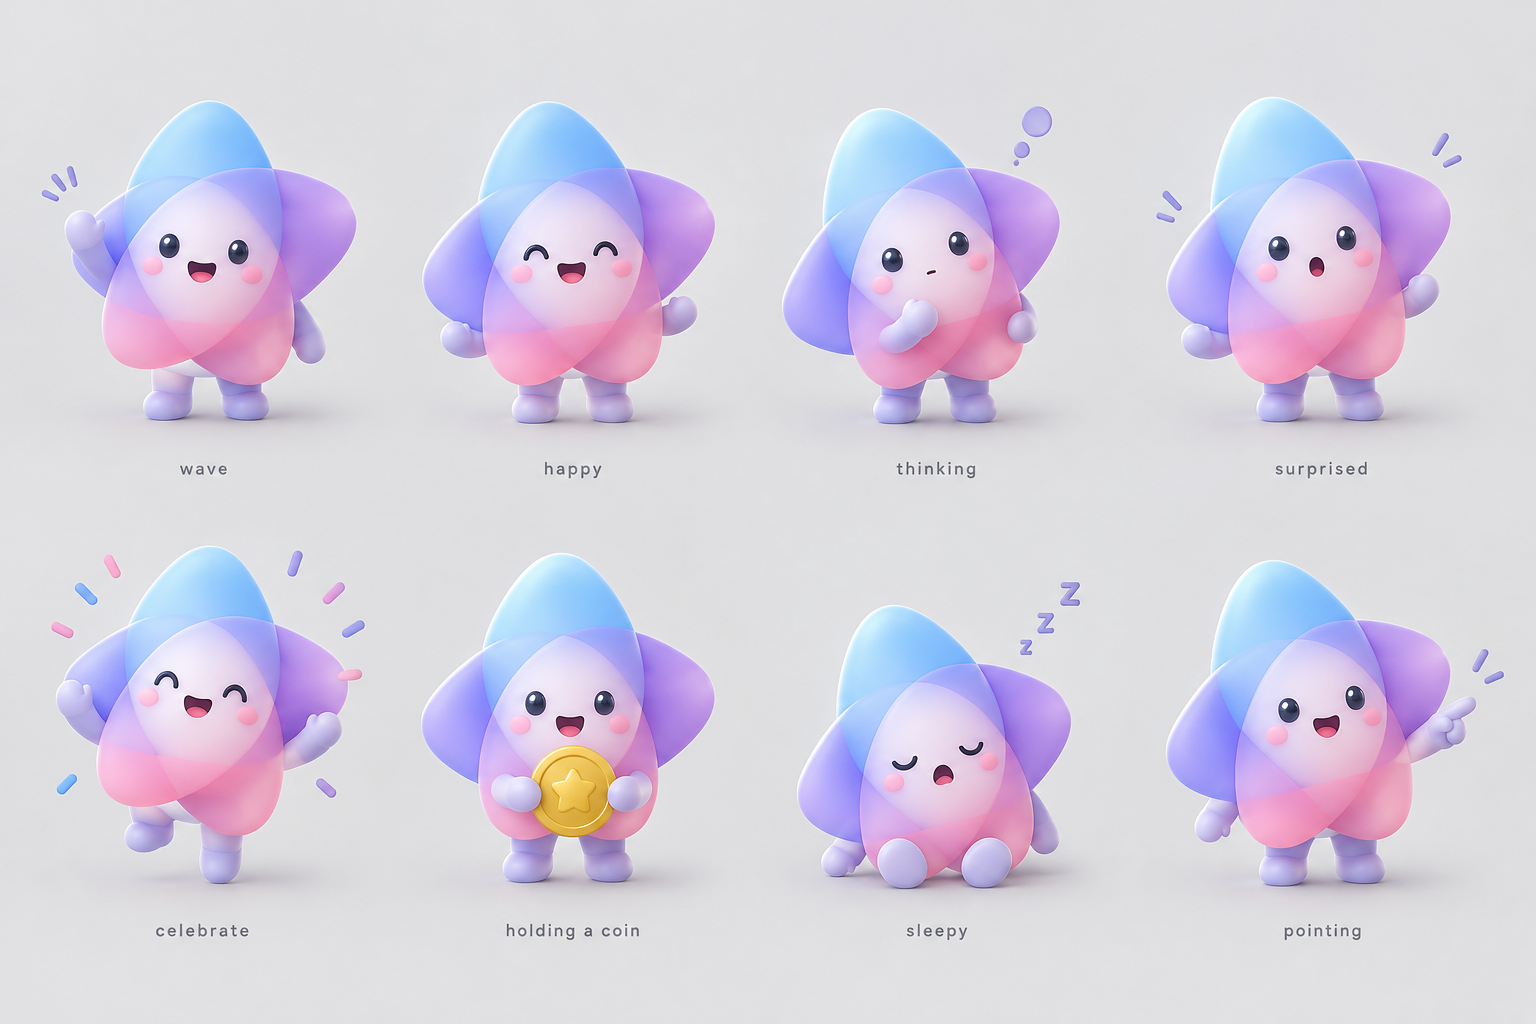 wave
happy
thinking
surprised
z
z
z
celebrate
holding a coin
sleepy
pointing